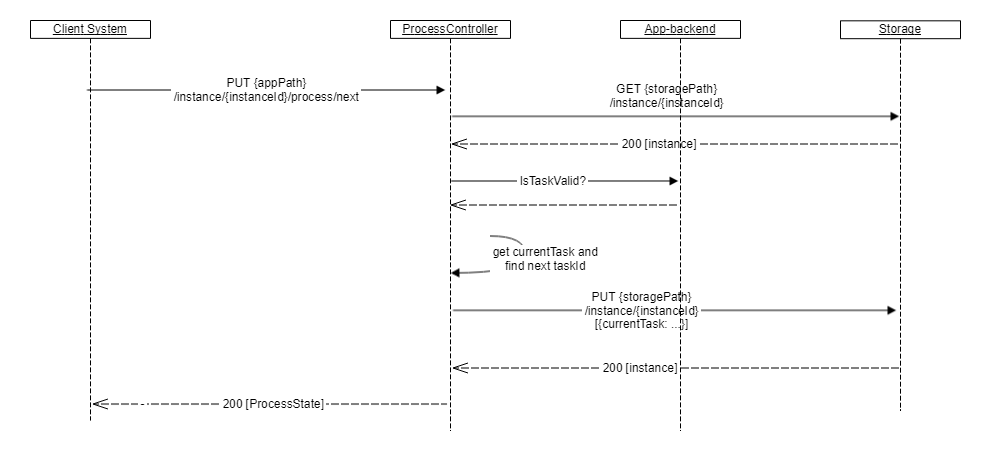 Client System
ProcessController
App-backend
Storage
PUT {appPath}
/instance/{instanceId}/process/next
GET {storagePath}
/instance/{instanceId}
200 [instance]
IsTaskValid?
get currentTask and
find next taskId
PUT {storagePath}
/instance/{instanceId}
[{currentTask: ...}]
200 [instance]
200 [ProcessState]